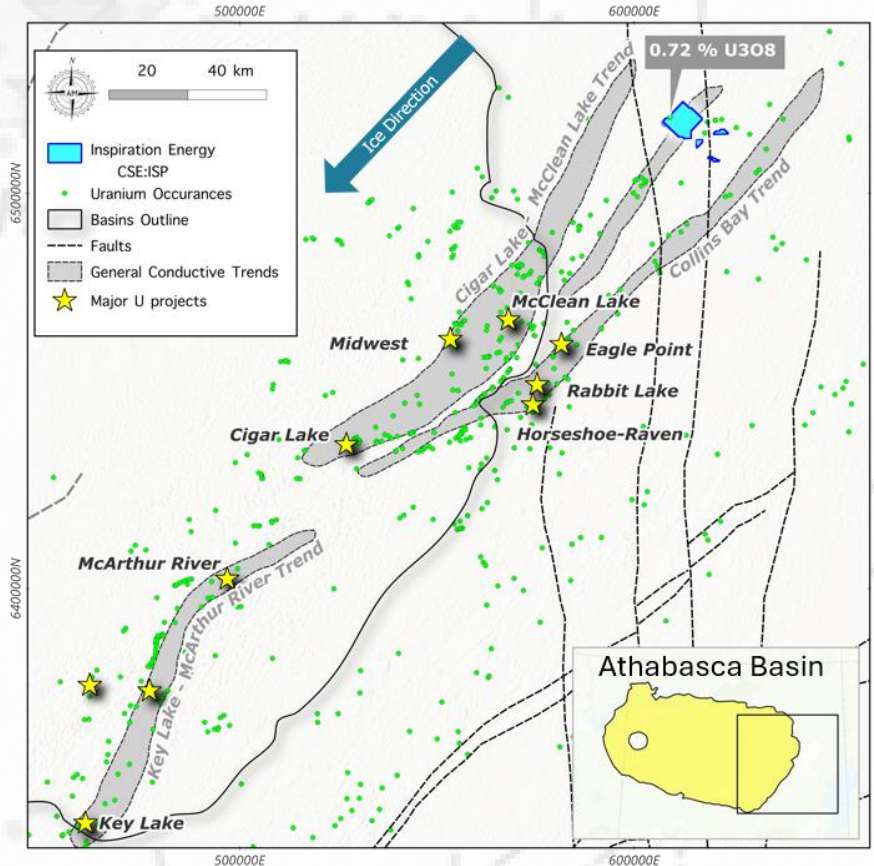 500000E
600000E
N
AIM
20 40 km
Inspiration Energy
CSE:ISP
Uranium Occurances
Basins Outline
Faults
General Conductive Trends
Major U projects
Ice Direction
0.72 % U3O8
Cigar Lake - McClean Lake Trend
Collins Bay Trend
6500000N
McClean Lake
Midwest
Eagle Point
Rabbit Lake
Cigar Lake
Horseshoe-Raven
McArthur River
Key Lake - McArthur River Trend
6400000N
Key Lake
Athabasca Basin
500000E
600000E